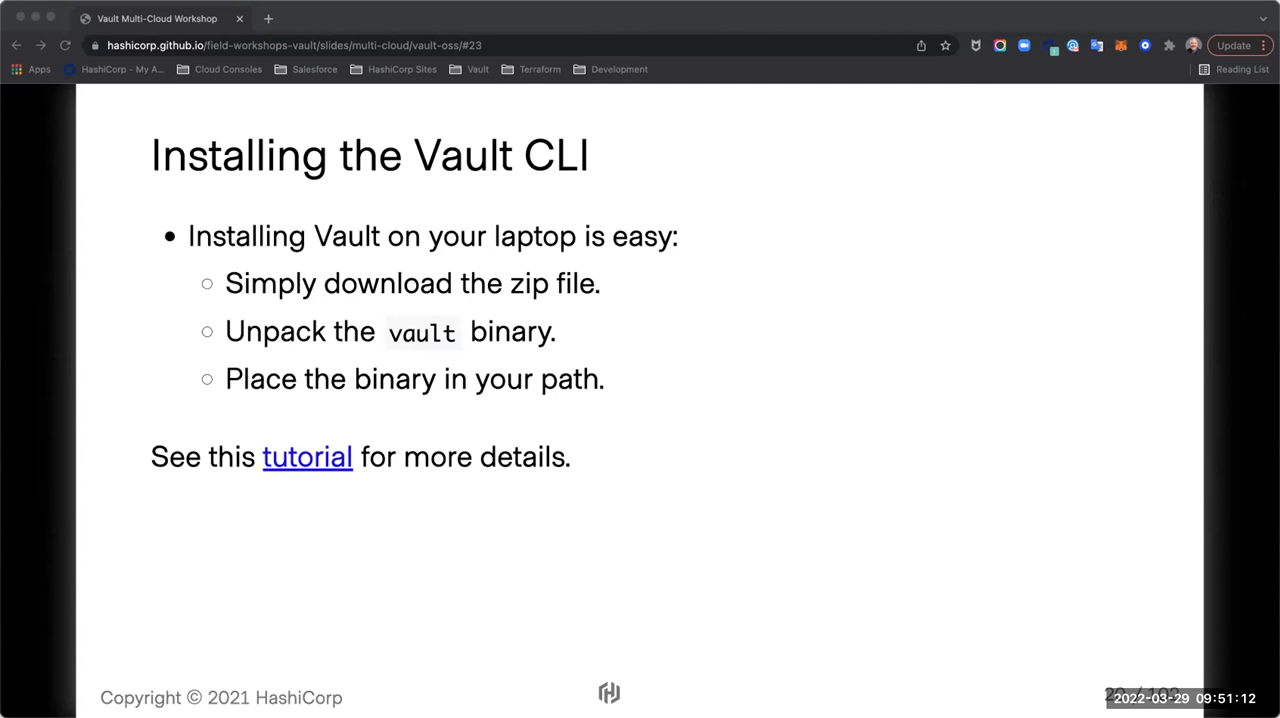 Vault Multi-Cloud Workshop
hashicorp.github.io/field-workshops-vault/slides/multi-cloud/vault-oss/#23
Update
Apps
HashiCorp - My A...
Cloud Consoles
Salesforce
HashiCorp Sites
Vault
Terraform
Development
Reading List
Installing the Vault CLI
Installing Vault on your laptop is easy:
Simply download the zip file.
Unpack the vault binary.
Place the binary in your path.
See this tutorial for more details.
Copyright © 2021 HashiCorp
2022-03-29 09:51:12